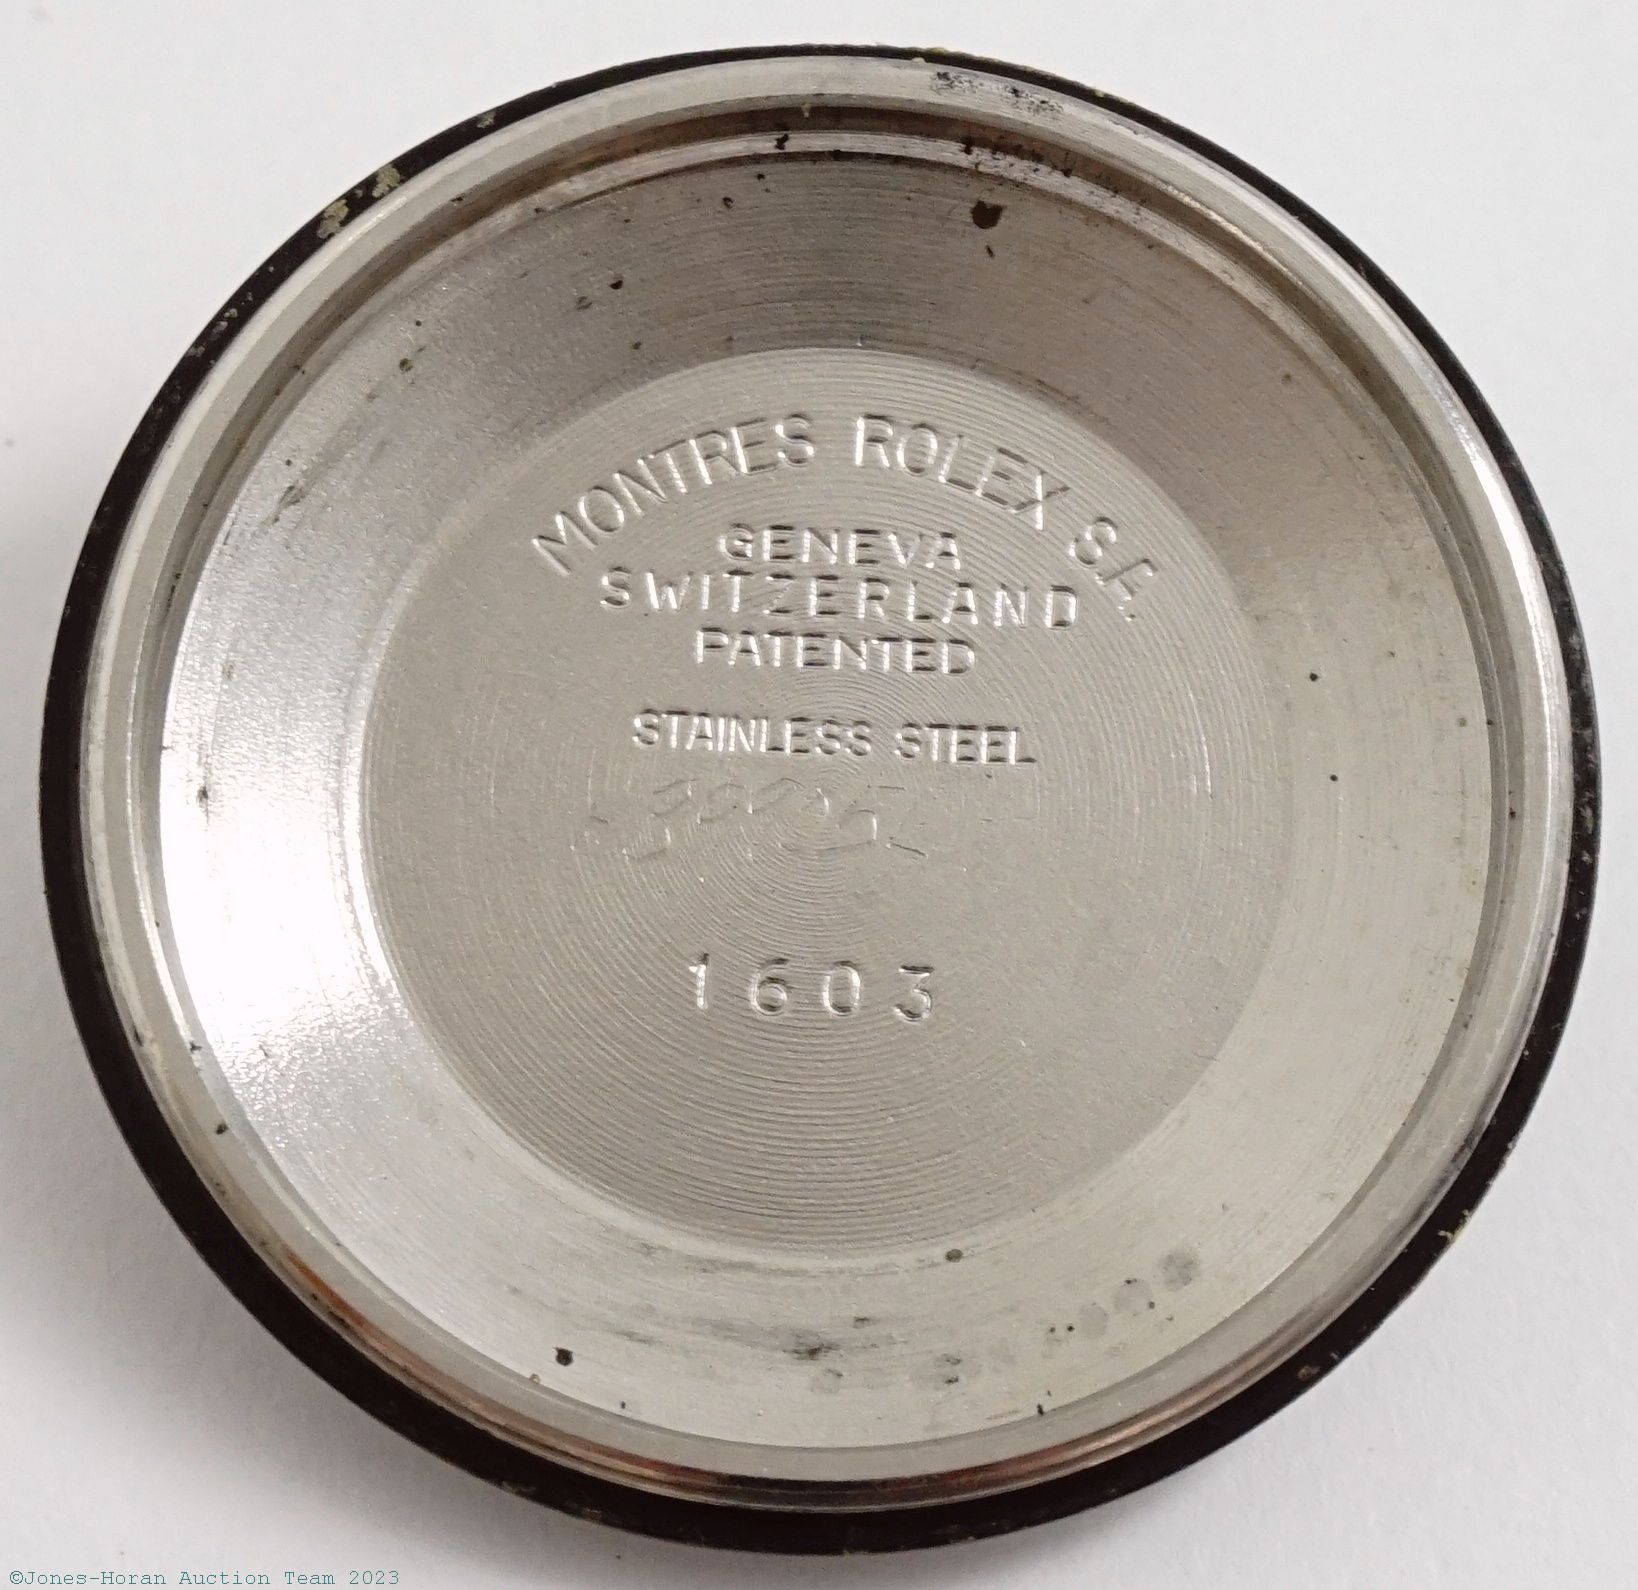 MONTRES ROLEX S.A.
GENEVA
SWITZERLAND
PATENTED
STAINLESS STEEL
1603
©Jones-Horan Auction Team 2023